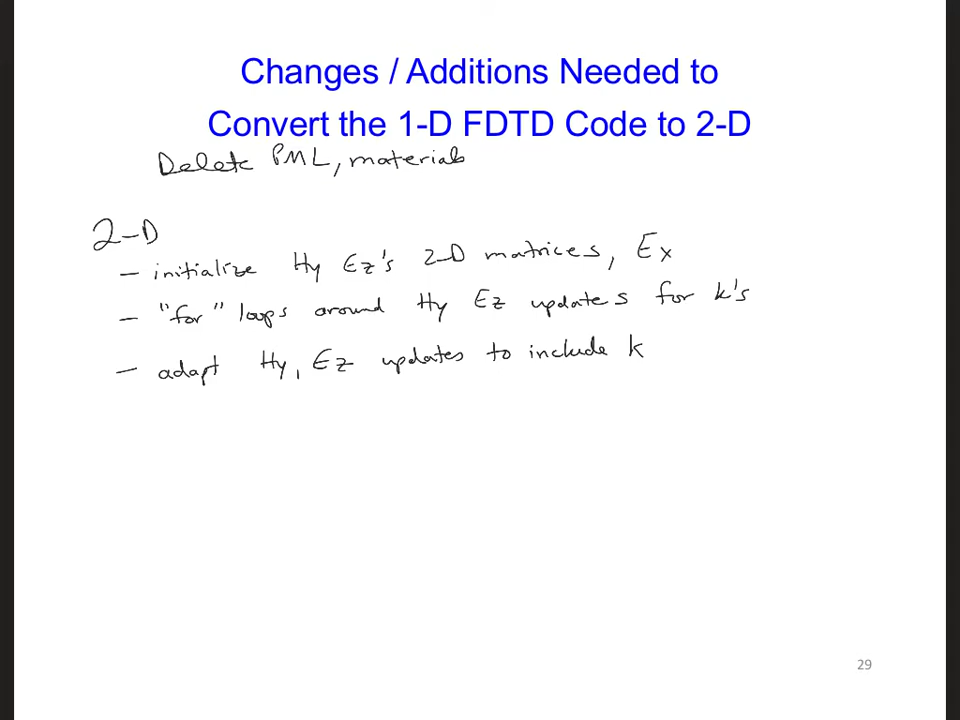 Changes / Additions Needed to
Convert the 1-D FDTD Code to 2-D
Delete PML, materials
2-D
- initialize Hy Ez's 2-D matrices, Ex
- "for" loops around Hy Ez updates for k's
- adapt Hy, Ez updates to include k
29